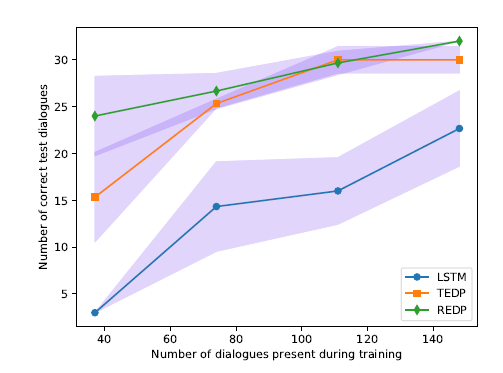 30
25
20
15
10
5
Number of correct test dialogues
40
60
80
100
120
140
Number of dialogues present during training
LSTM
TEDP
REDP